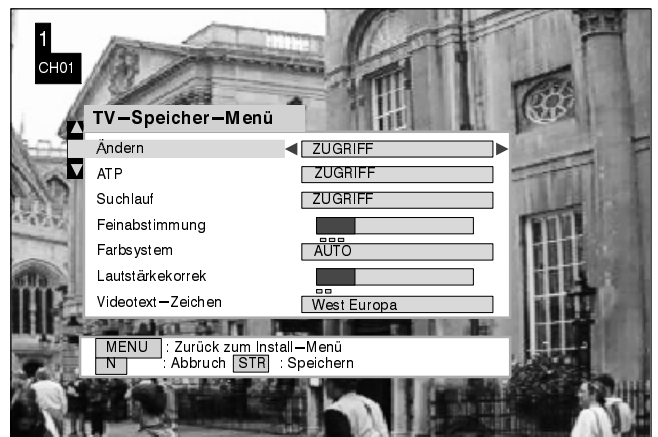 1
CH01
TV–Speicher–Menü
Ändern ZUGRIFF
ATP ZUGRIFF
Suchlauf ZUGRIFF
Feinabstimmung
Farbsystem AUTO
Lautstärkekorrek
Videotext–Zeichen West Europa
MENU : Zurück zum Install–Menü
N : Abbruch STR : Speichern